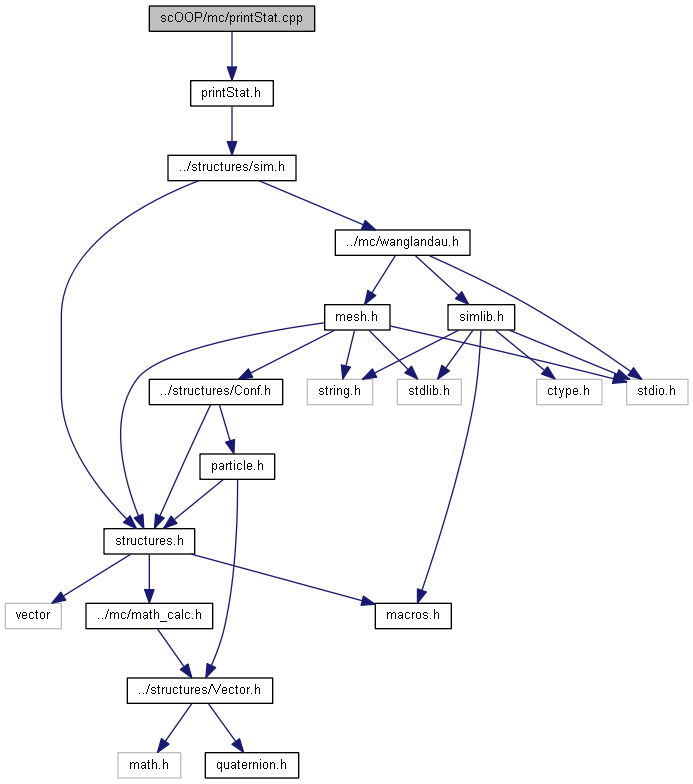 scOOP/mc/printStat.cpp
printStat.h
../structures/sim.h
../mc/wanglandau.h
mesh.h
simlib.h
../structures/Conf.h
string.h
stdlib.h
ctype.h
stdio.h
particle.h
structures.h
vector
../mc/math_calc.h
macros.h
../structures/Vector.h
math.h
quaternion.h